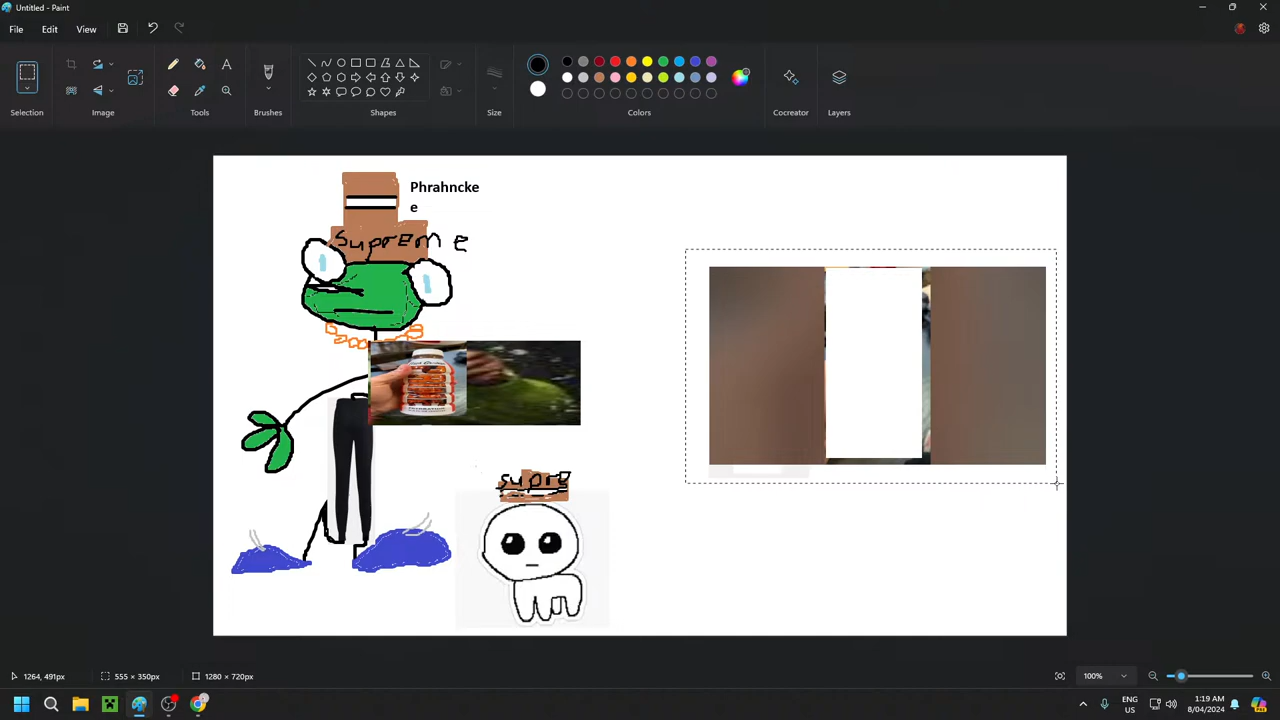 Untitled - Paint
File
Edit
View
Selection
Image
Tools
Brushes
Shapes
Size
Colors
Cocreator
Layers
Phrahncke
e
Supreme
supre
1264, 491px
555 × 350px
1280 × 720px
100%
ENG
US
1:19 AM
8/04/2024